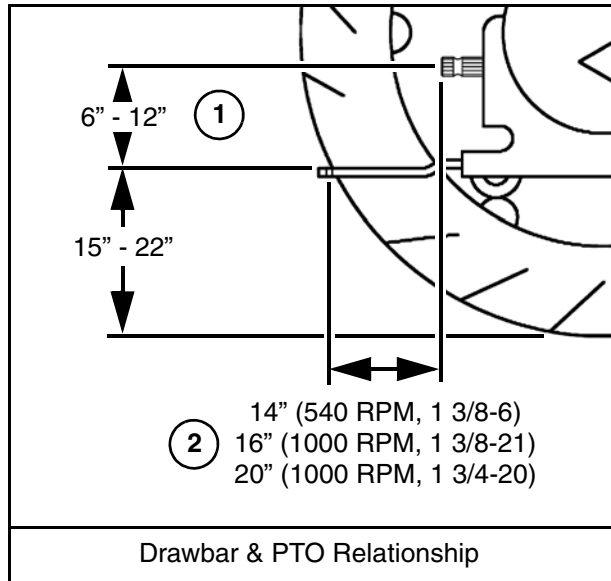 6” - 12”
1
15” - 22”
14” (540 RPM, 1 3/8-6)
2
16” (1000 RPM, 1 3/8-21)
20” (1000 RPM, 1 3/4-20)
Drawbar & PTO Relationship